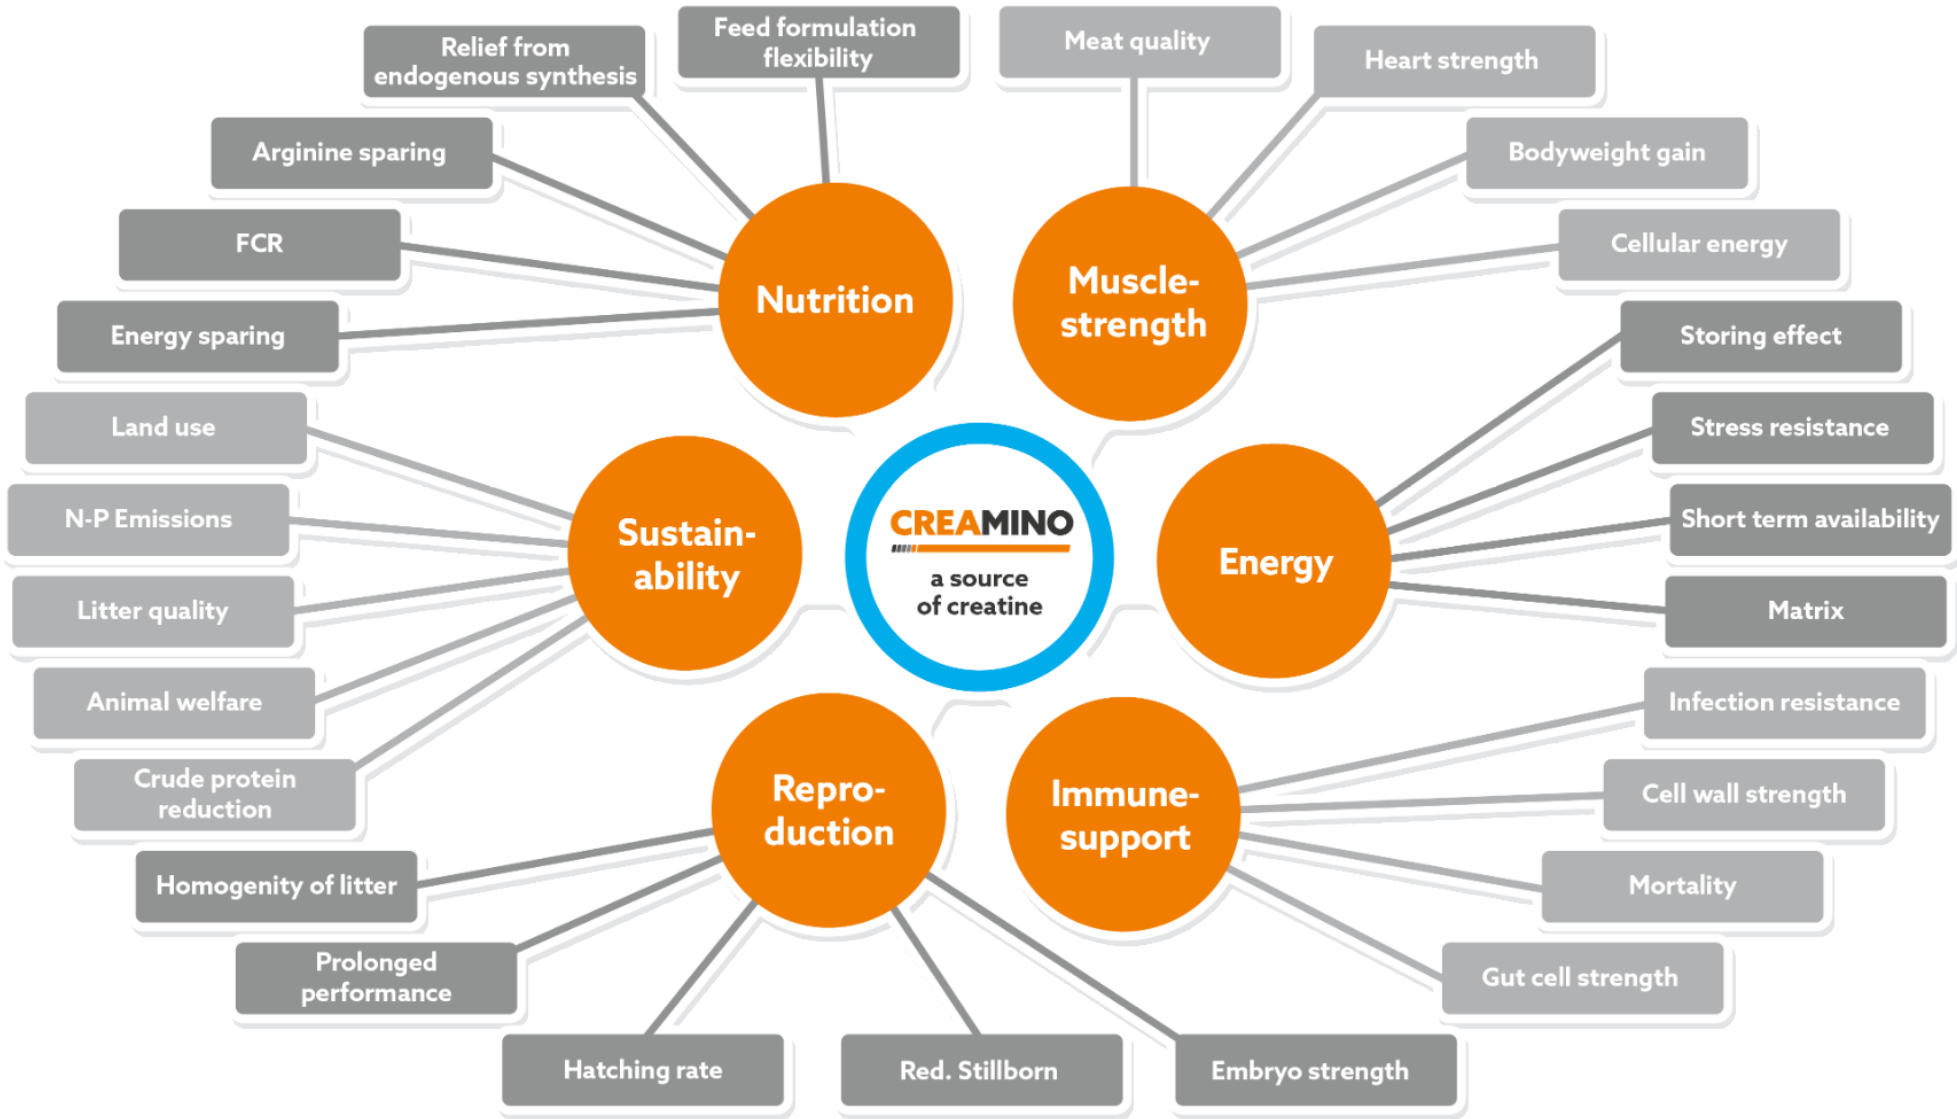 Relief from
endogenous synthesis
Feed formulation
flexibility
Meat quality
Heart strength
Arginine sparing
Bodyweight gain
FCR
Cellular energy
Energy sparing
Nutrition
Muscle-
strength
Storing effect
Land use
Stress resistance
N-P Emissions
Sustain-
ability
CREAMINO
a source
of creatine
Energy
Short term availability
Litter quality
Matrix
Animal welfare
Infection resistance
Crude protein
reduction
Repro-
duction
Immune-
support
Cell wall strength
Homogenity of litter
Mortality
Prolonged
performance
Gut cell strength
Hatching rate
Red. Stillborn
Embryo strength